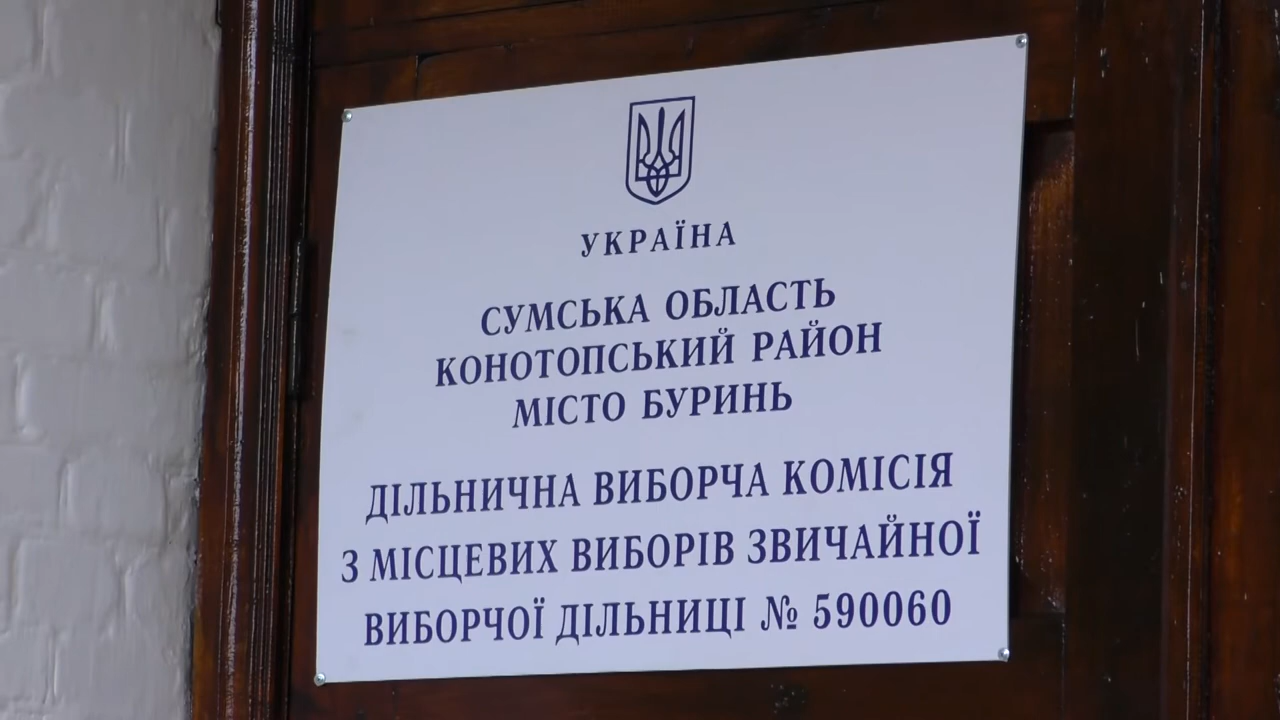 УКРАЇНА
СУМСЬКА ОБЛАСТЬ
КОНОТОПСЬКИЙ РАЙОН
МІСТО БУРИНЬ
ДІЛЬНИЧНА ВИБОРЧА КОМІСІЯ
З МІСЦЕВИХ ВИБОРІВ ЗВИЧАЙНОЇ
ВИБОРЧОЇ ДІЛЬНИЦІ № 590060